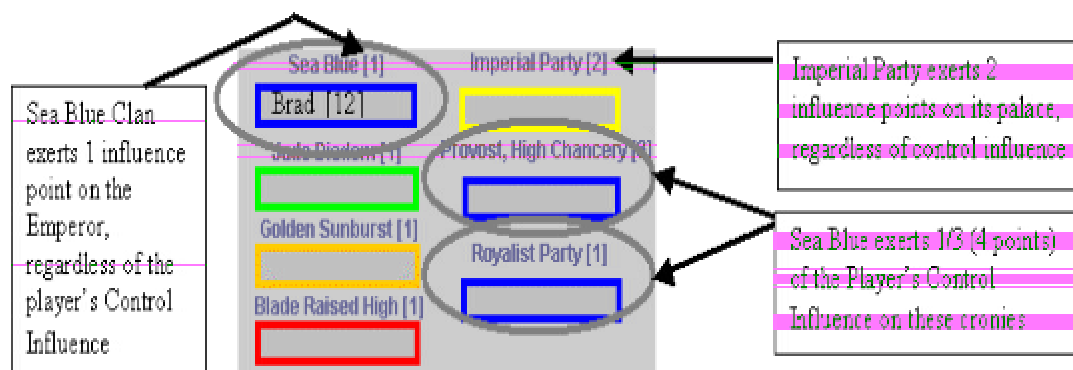 Sea Blue Clan
exerts 1 influence
point on the
Emperor,
regardless of the
player's Control
Influence
Sea Blue [1]
Brad [12]
Jade Diadem [1]
Golden Sunburst [1]
Blade Raised High [1]
Imperial Party [2]
Provost, High Chancery [3]
Royalist Party [1]
Imperial Party exerts 2
influence points on its palace,
regardless of control influence
Sea Blue exerts 1/3 (4 points)
of the Player's Control
Influence on these cronies